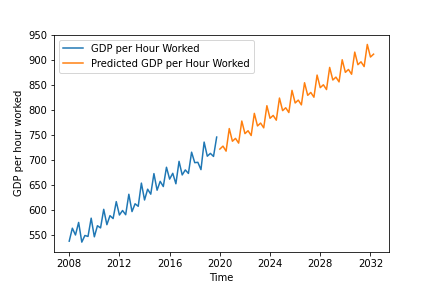 GDP per Hour Worked
Predicted GDP per Hour Worked
950
900
850
800
750
700
650
600
550
GDP per hour worked
2008 2012 2016 2020 2024 2028 2032
Time